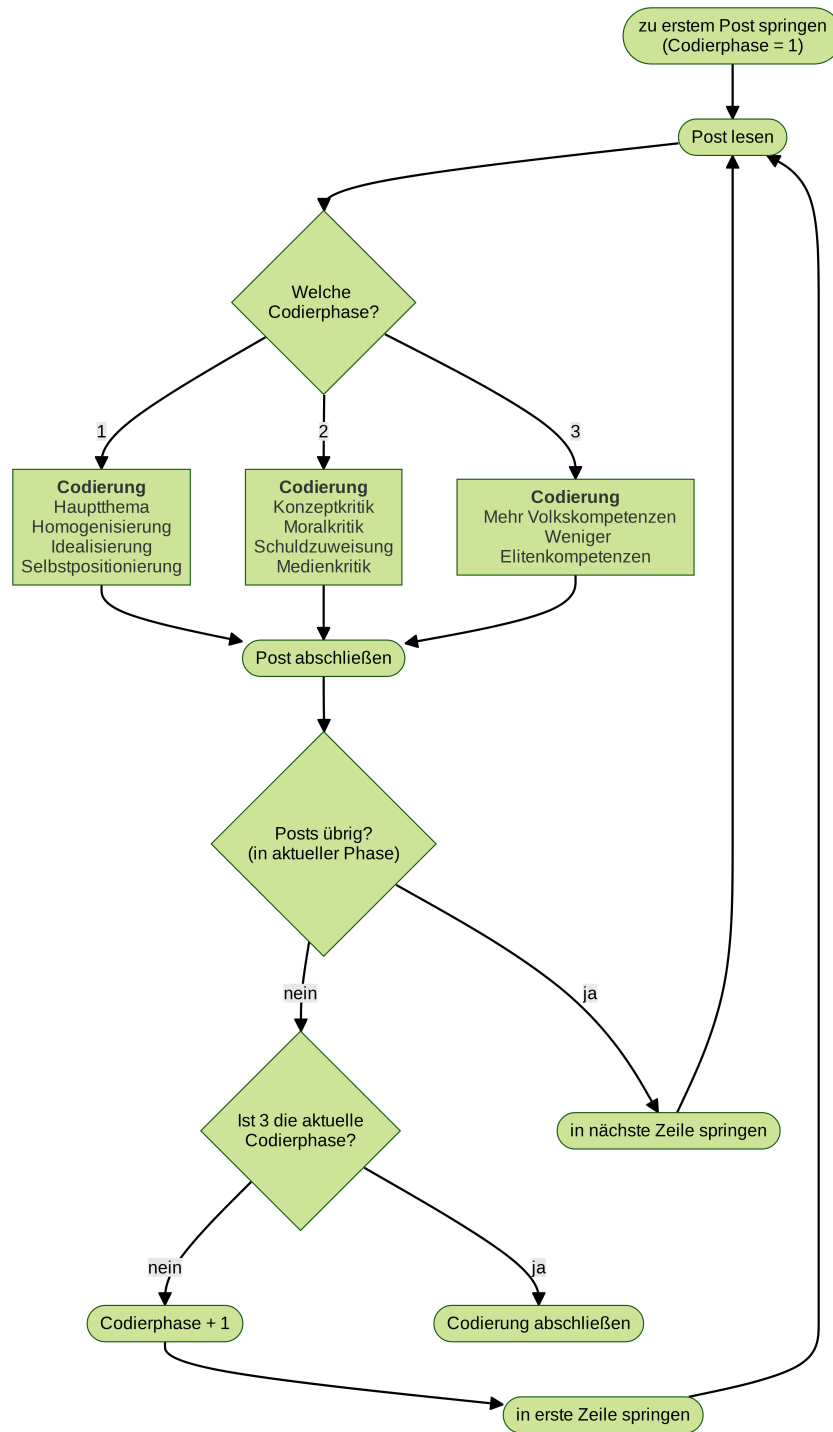 zu erstem Post springen
(Codierphase = 1)
Post lesen
Welche
Codierphase?
1
2
3
Codierung
Hauptthema
Homogenisierung
Idealisierung
Selbstpositionierung
Codierung
Konzeptkritik
Moralkritik
Schuldzuweisung
Medienkritik
Codierung
Mehr Volkskompetenzen
Weniger
Elitenkompetenzen
Post abschließen
Posts übrig?
(in aktueller Phase)
nein
ja
Ist 3 die aktuelle
Codierphase?
in nächste Zeile springen
nein
ja
Codierphase + 1
Codierung abschließen
in erste Zeile springen